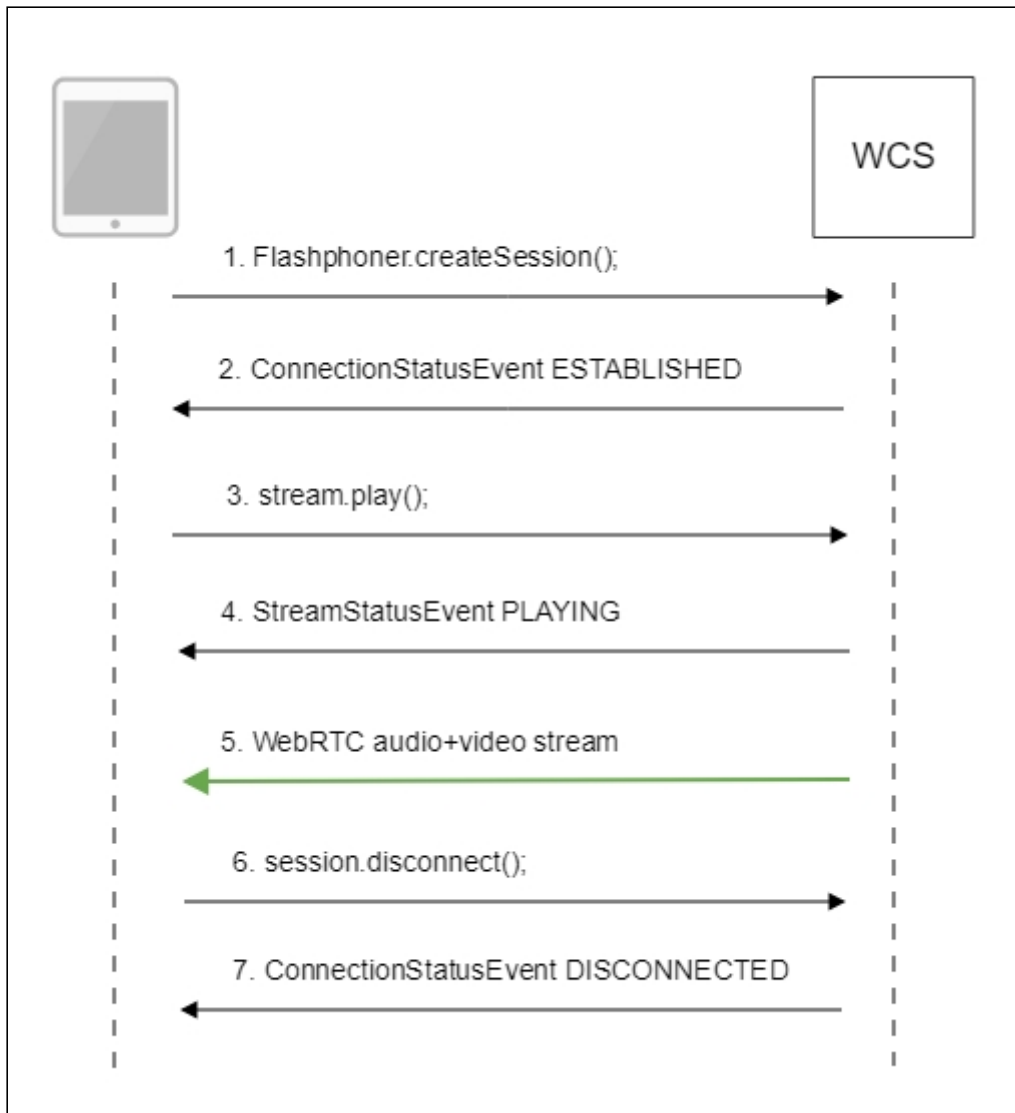 WCS
1. Flashphoner.createSession();
2. ConnectionStatusEvent ESTABLISHED
3. stream.play();
4. StreamStatusEvent PLAYING
5. WebRTC audio+video stream
6. session.disconnect();
7. ConnectionStatusEvent DISCONNECTED